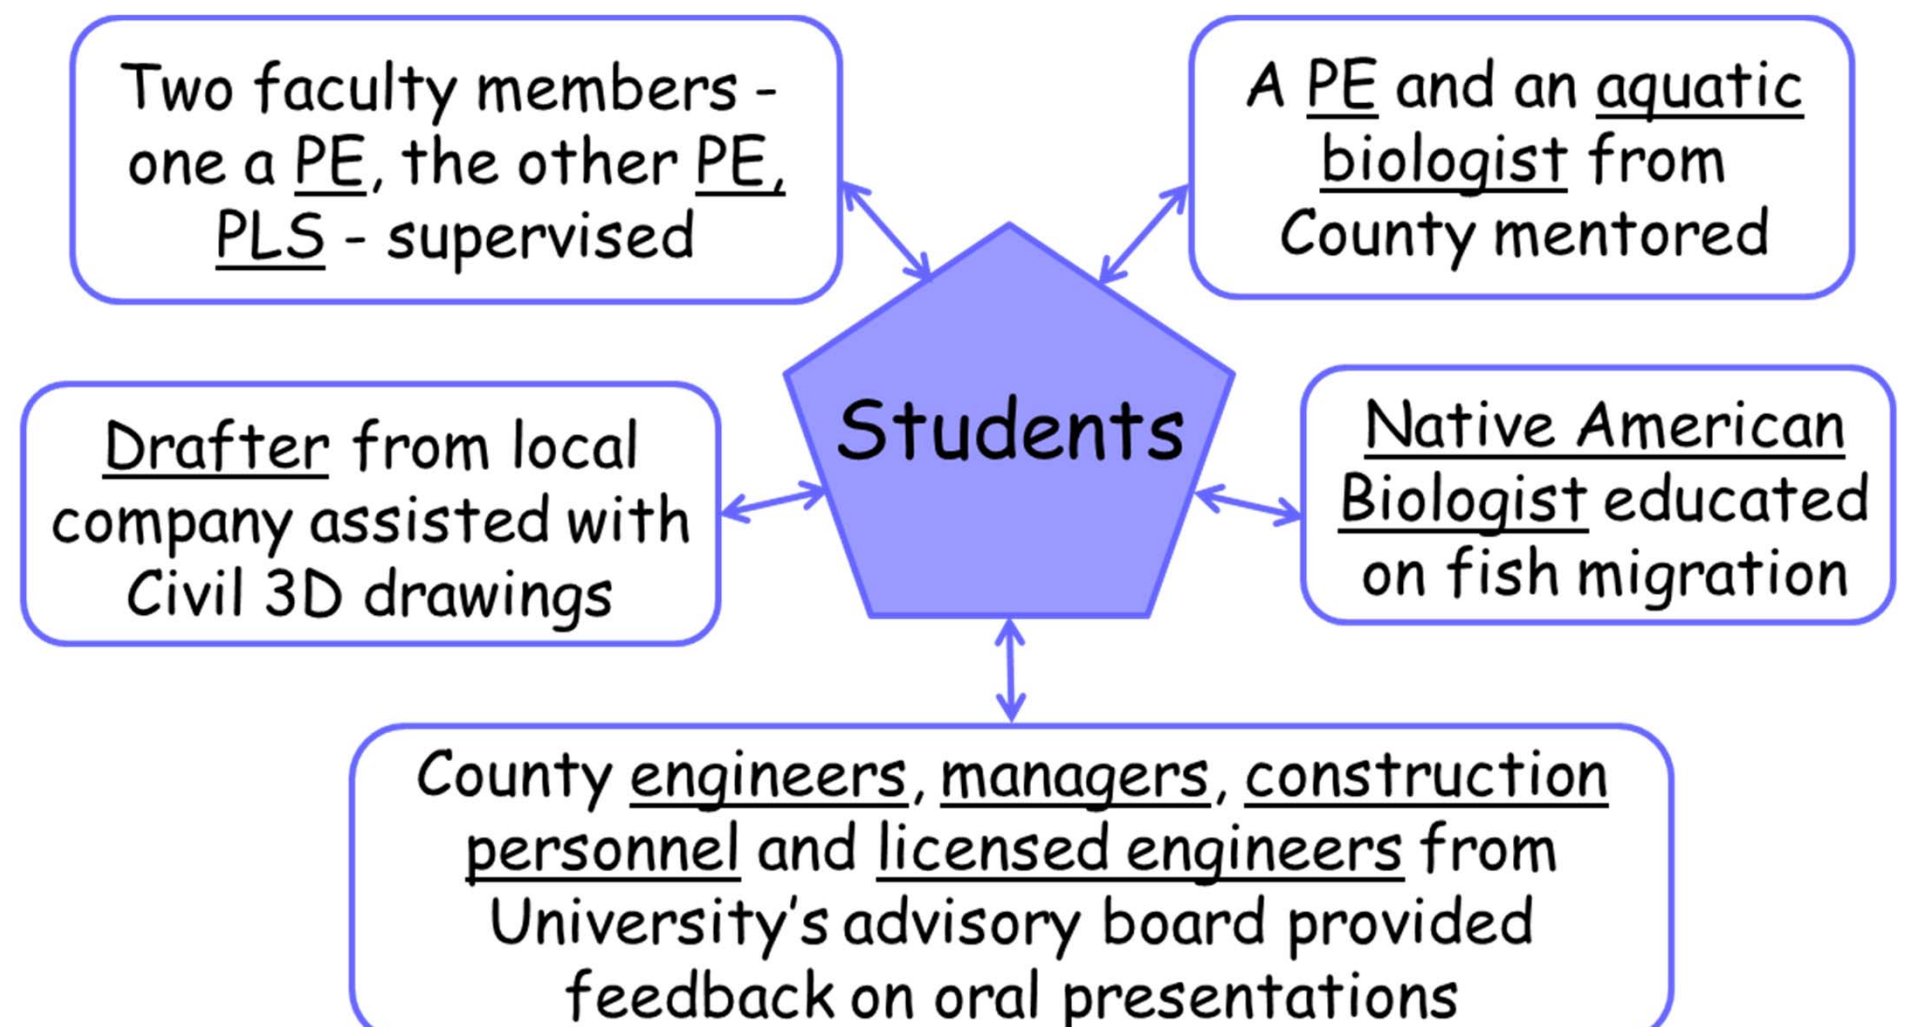 Two faculty members -
one a PE, the other PE,
PLS - supervised
A PE and an aquatic
biologist from
County mentored
Students
Drafter from local
company assisted with
Civil 3D drawings
Native American
Biologist educated
on fish migration
County engineers, managers, construction
personnel and licensed engineers from
University's advisory board provided
feedback on oral presentations